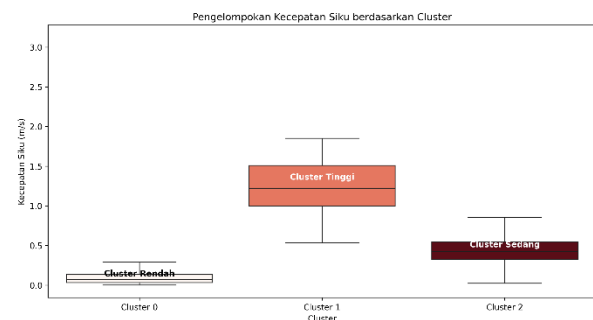 Pengelompokan Kecepatan Siku berdasarkan Cluster
Kecepatan Siku (m/s)
3.0
2.5
2.0
1.5
1.0
0.5
0.0
Cluster Rendah
Cluster Tinggi
Cluster Sedang
Cluster 0
Cluster 1
Cluster 2
Cluster